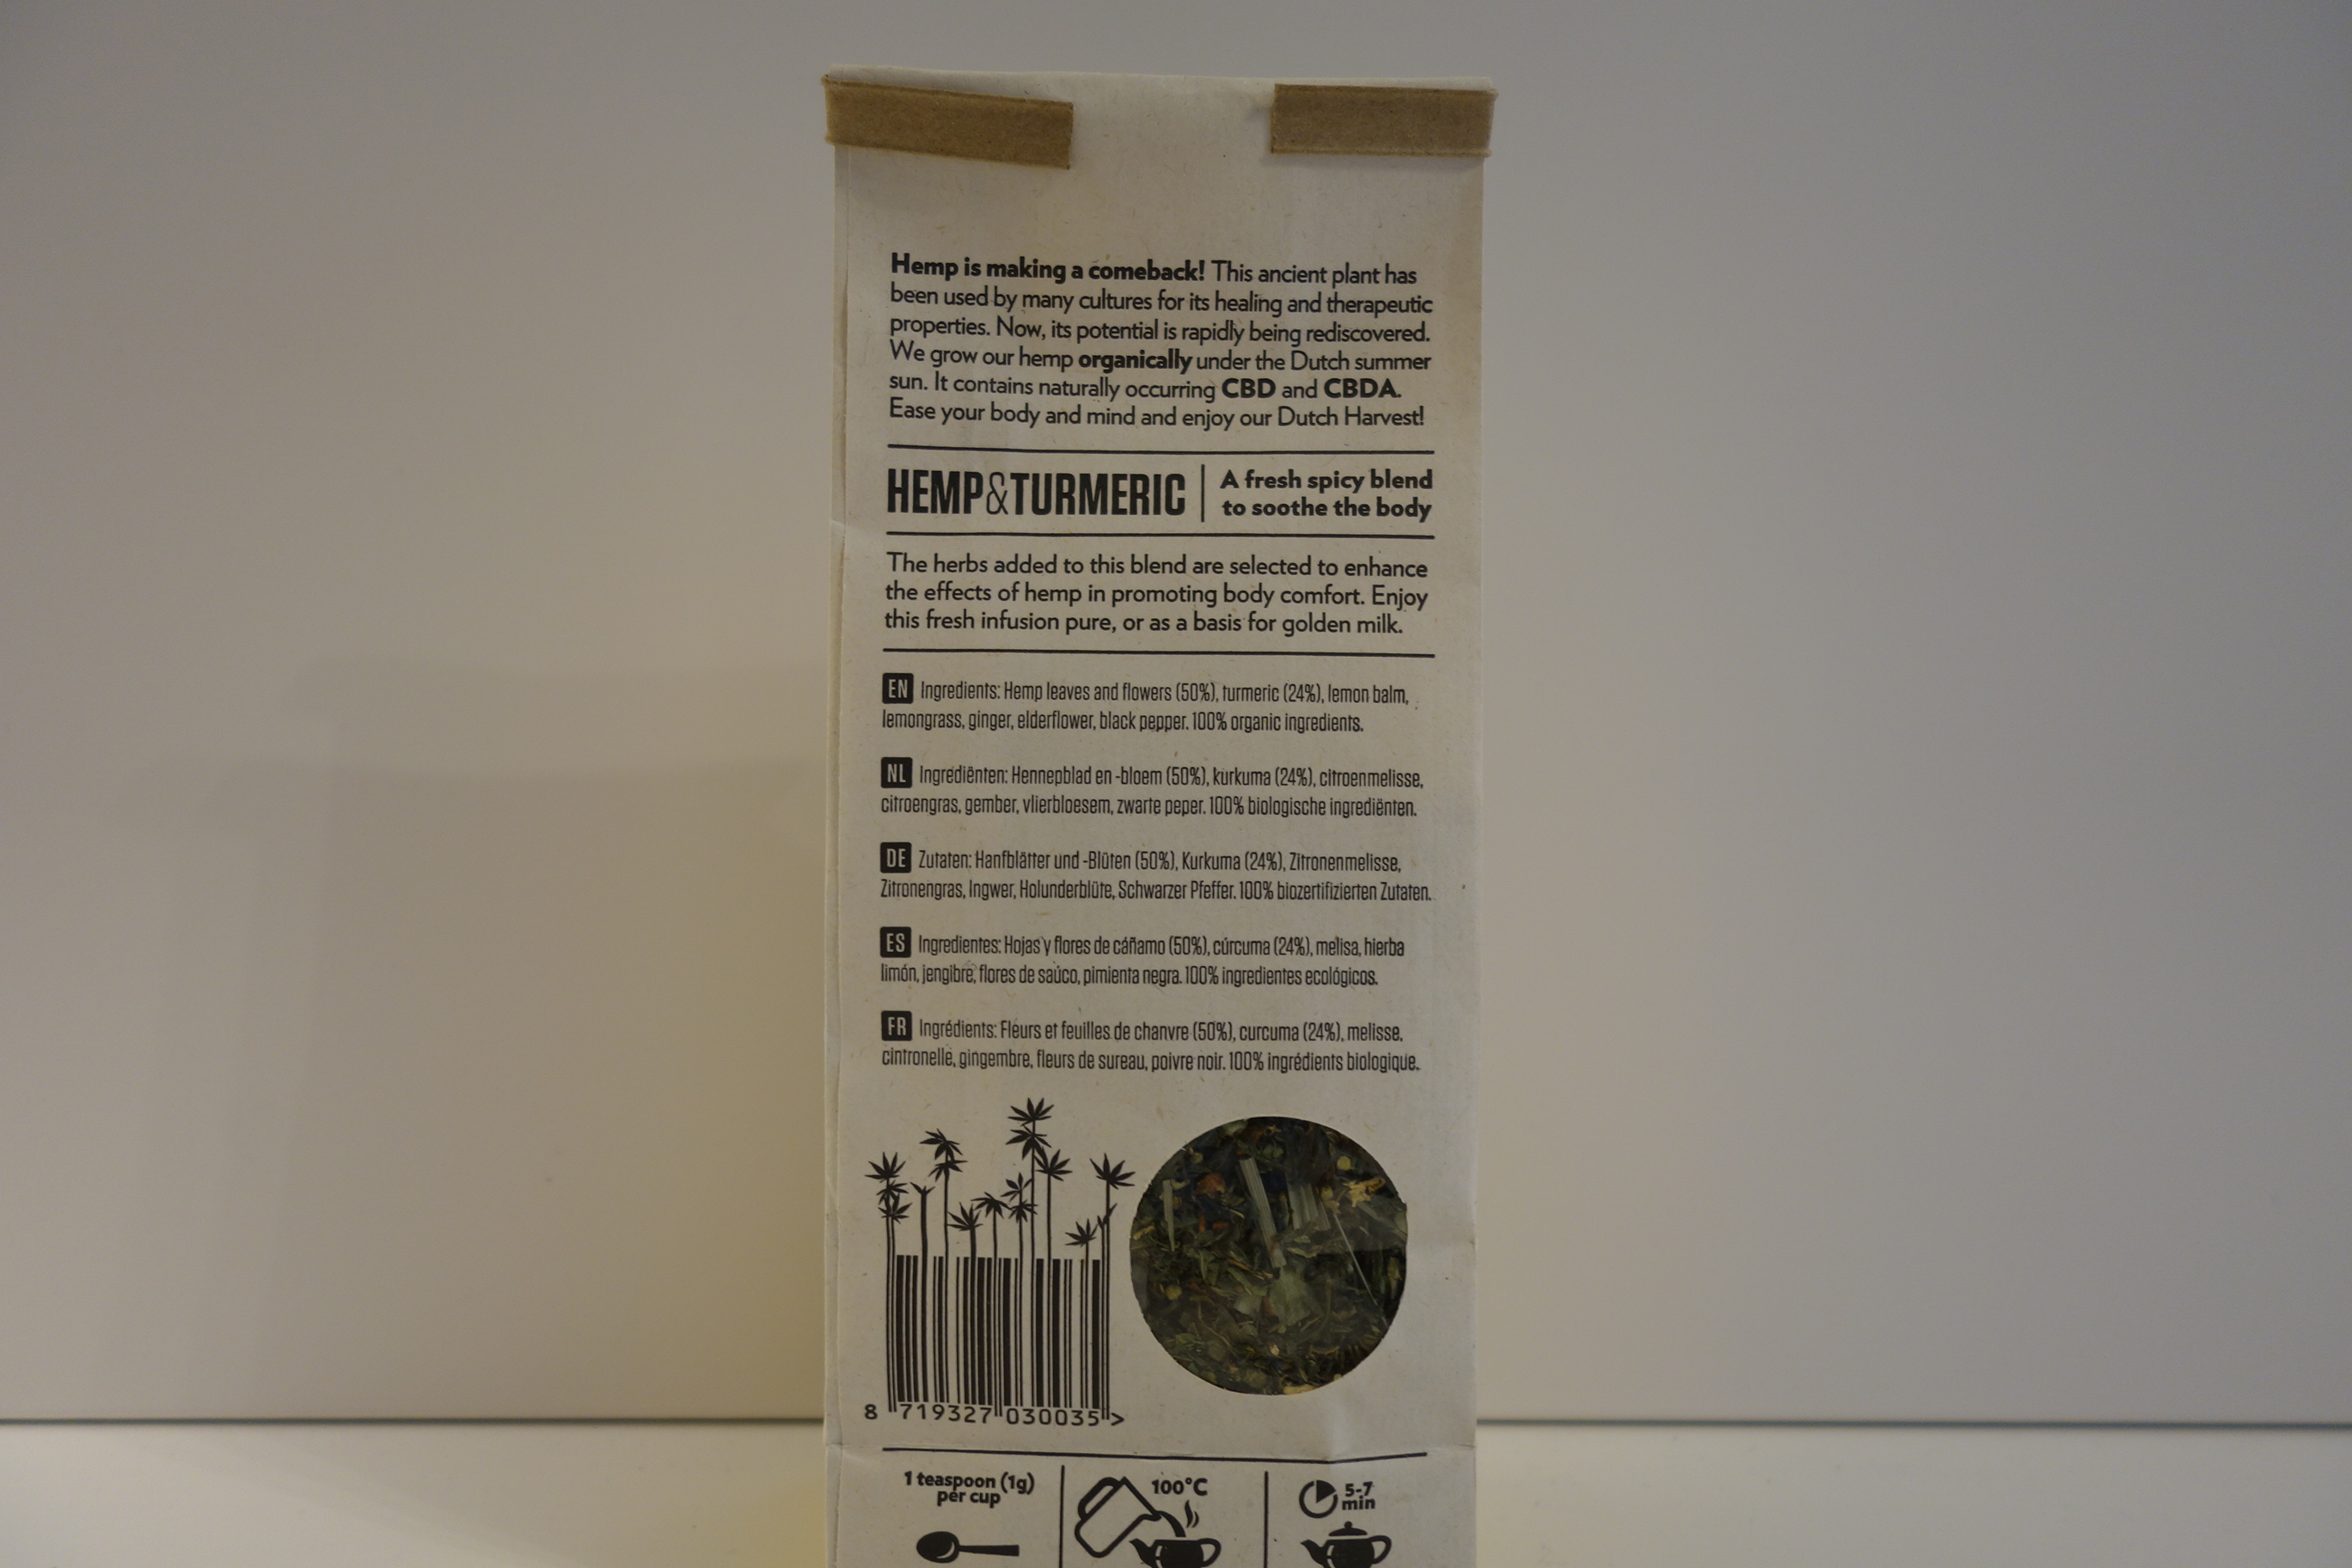 Hemp is making a comeback! This ancient plant has
been used by many cultures for its healing and therapeutic
properties. Now, its potential is rapidly being rediscovered.
We grow our hemp organically under the Dutch summer
sun. It contains naturally occurring CBD and CBDA.
Ease your body and mind and enjoy our Dutch Harvest!
HEMP&TURMERIC
A fresh spicy blend
to soothe the body
The herbs added to this blend are selected to enhance
the effects of hemp in promoting body comfort. Enjoy
this fresh infusion pure, or as a basis for golden milk.
EN Ingredients: Hemp leaves and flowers (50%), turmeric (24%), lemon balm,
lemongrass, ginger, elderflower, black pepper. 100% organic ingredients.
NL Ingrediënten: Hennepblad en -bloem (50%), kurkuma (24%), citroenmelisse,
citroengras, gember, vlierbloesem, zwarte peper. 100% biologische ingrediënten.
DE Zutaten: Hanfblätter und -Blüten (50%), Kurkuma (24%), Zitronenmelisse,
Zitronengras, Ingwer, Holunderblüte, Schwarzer Pfeffer. 100% biozertifizierten Zutaten.
ES Ingredientes: Hojas y flores de cáñamo (50%), cúrcuma (24%), melisa, hierba
limón, jengibre, flores de saúco, pimienta negra. 100% ingredientes ecológicos.
FR Ingrédients: Fleurs et feuilles de chanvre (50%), curcuma (24%), melisse,
cintronelle, gingembre, fleurs de sureau, poivre noir. 100% ingrédients biologique.
8 719327 030035 >
1 teaspoon (1g)
per cup
100°C
5-7
min